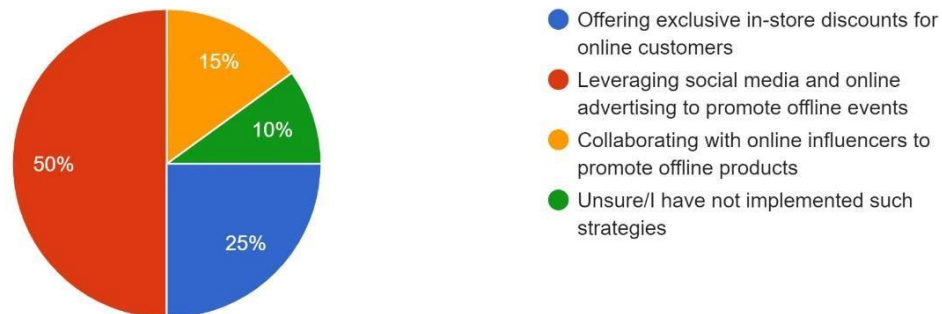 15%
10%
50%
25%
Offering exclusive in-store discounts for
online customers
Leveraging social media and online
advertising to promote offline events
Collaborating with online influencers to
promote offline products
Unsure/I have not implemented such
strategies